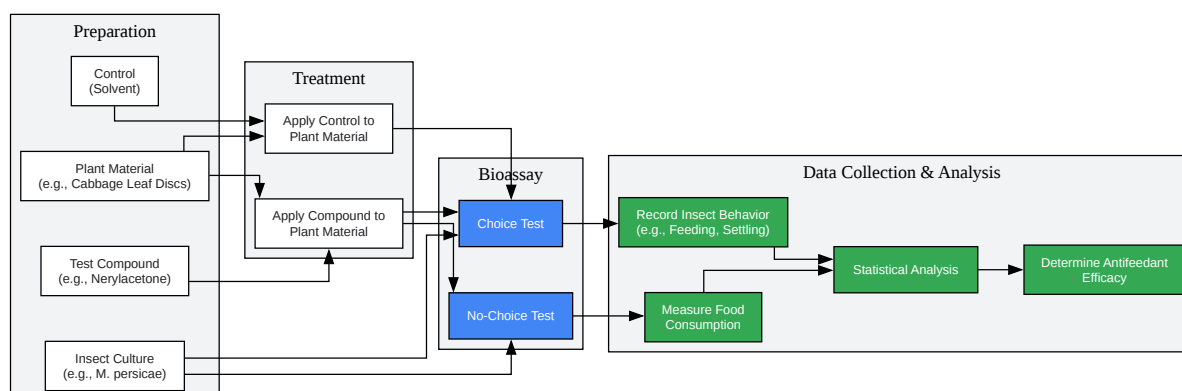 Preparation
Control
(Solvent)
Plant Material
(e.g., Cabbage Leaf Discs)
Test Compound
(e.g., Nerylacetone)
Insect Culture
(e.g., M. persicae)
Treatment
Apply Control to
Plant Material
Apply Compound to
Plant Material
Bioassay
Choice Test
No-Choice Test
Data Collection & Analysis
Record Insect Behavior
(e.g., Feeding, Settling)
Measure Food
Consumption
Statistical Analysis
Determine Antifeedant
Efficacy